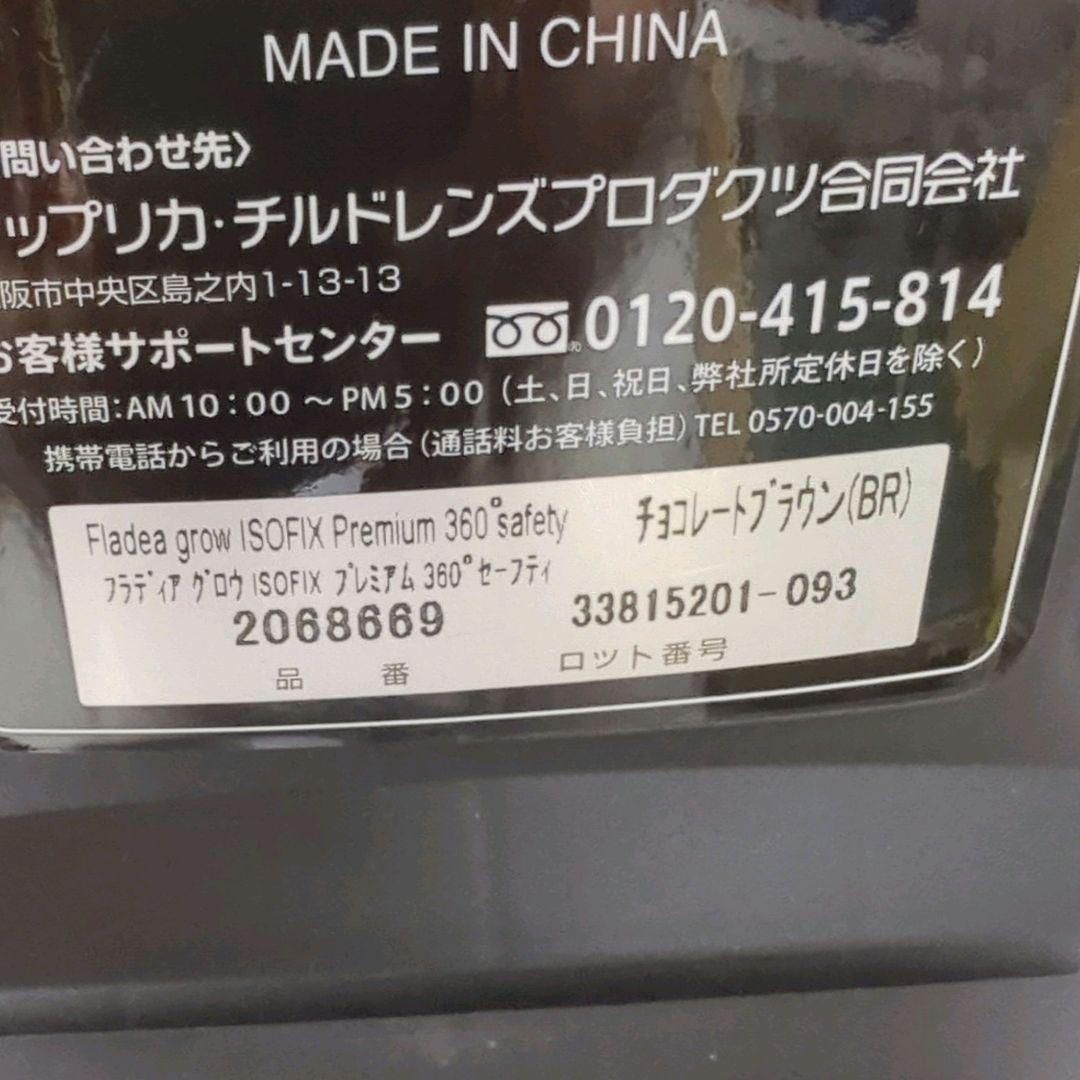 MADE IN CHINA
問い合わせ先〉
ップリカ・チルドレンズプロダクツ合同会社
阪市中央区島之内1-13-13
お客様サポートセンター 0120-415-814
受付時間:AM10:00～PM5:00(土、日、祝日、弊社所定休日を除く)
携帯電話からご利用の場合(通話料お客様負担)TEL 0570-004-155
Fladea grow ISOFIX Premium 360°safety チョコレートブラウン(BR)
フラディア グロウ ISOFIX プレミアム 360°セーフティ
2068669 33815201-093
品 番 ロット番号